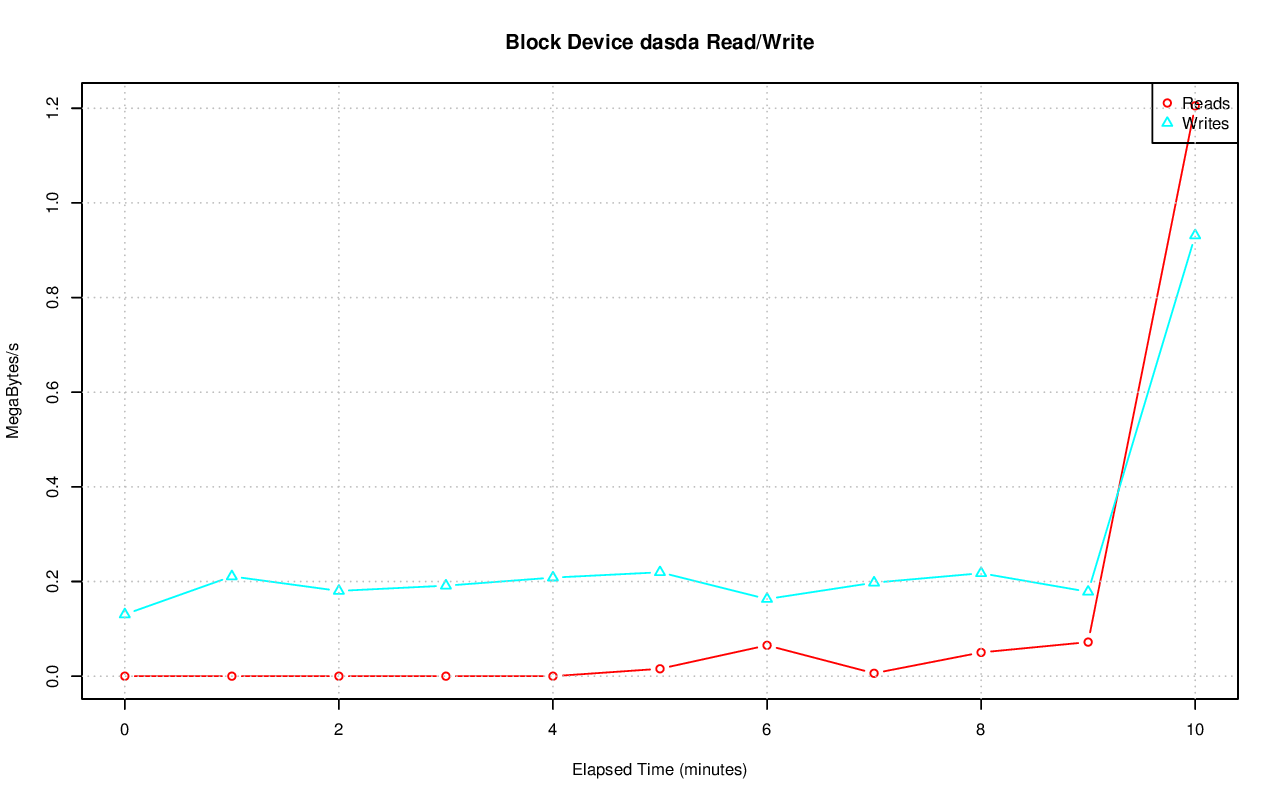 Block Device dasda Read/Write
Reads
Writes
MegaBytes/s
1.2
1.0
0.8
0.6
0.4
0.2
0.0
0 2 4 6 8 10
Elapsed Time (minutes)